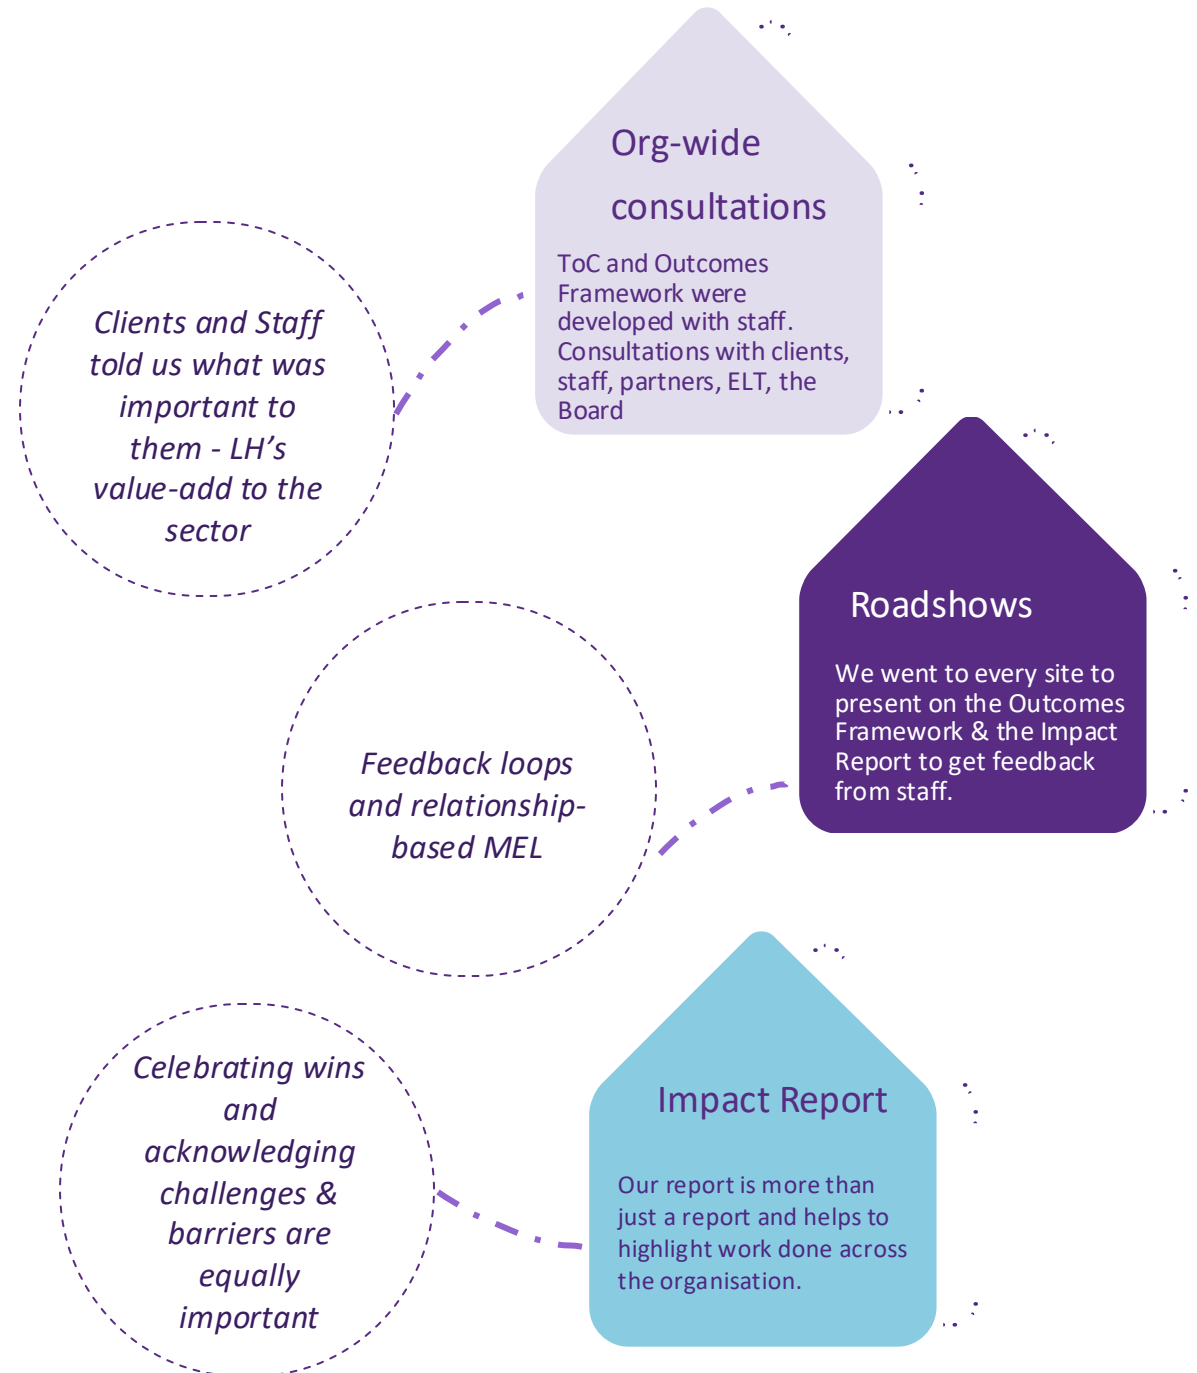 Org-wide
consultations
ToC and Outcomes
Framework were
developed with staff.
Consultations with clients,
staff, partners, ELT, the
Board
Clients and Staff
told us what was
important to
them - LH’s
value-add to the
sector
Roadshows
We went to every site to
present on the Outcomes
Framework & the Impact
Report to get feedback
from staff.
Feedback loops
and relationship-
based MEL
Impact Report
Our report is more than
just a report and helps to
highlight work done across
the organisation.
Celebrating wins
and
acknowledging
challenges &
barriers are
equally
important